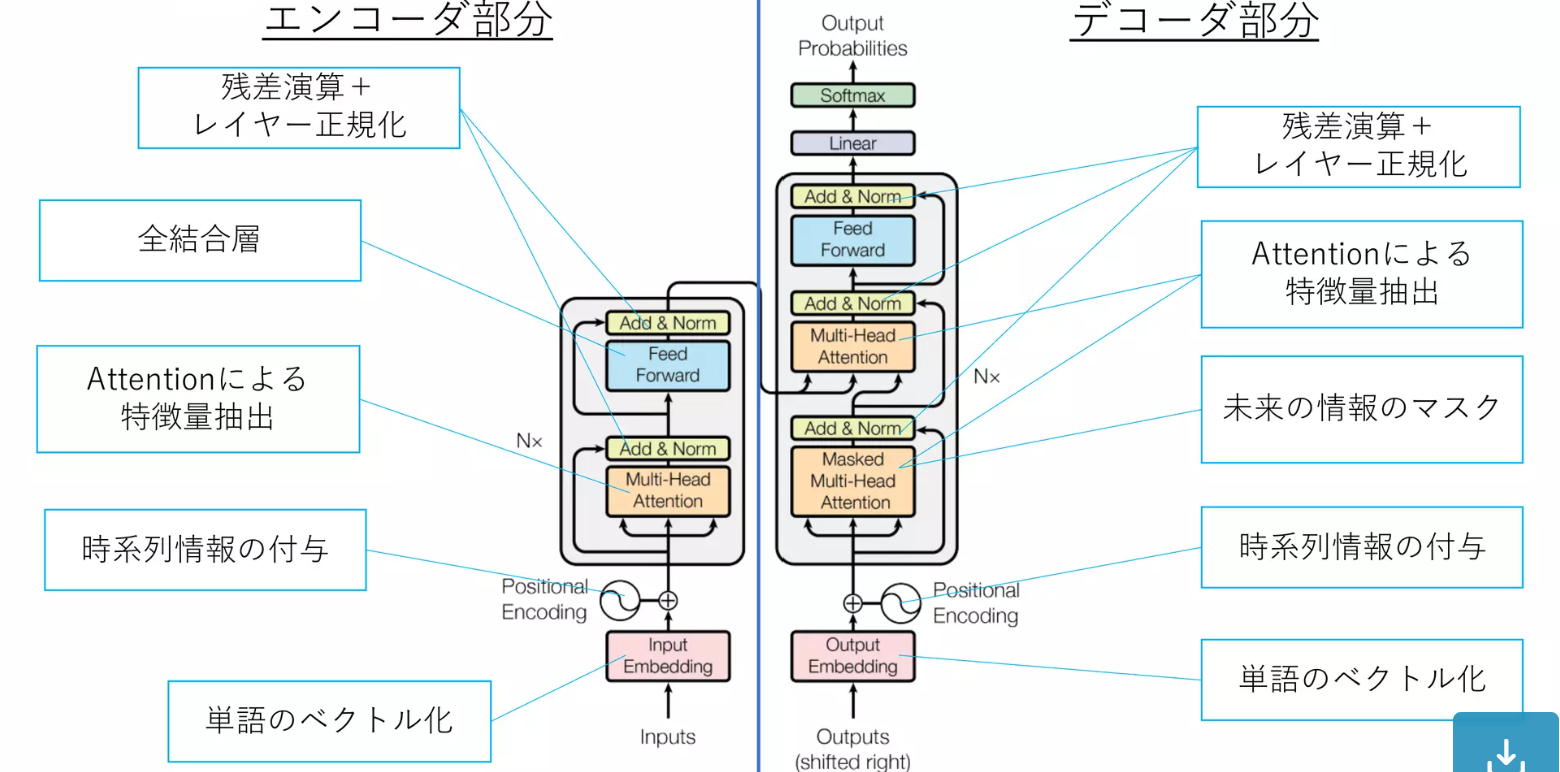 エンコーダ部分
残差演算＋
レイヤー正規化
全結合層
Attentionによる
特徴量抽出
時系列情報の付与
単語のベクトル化
Add & Norm
Feed
Forward
Nx
Add & Norm
Multi-Head
Attention
Positional
Encoding
Input
Embedding
Inputs
デコーダ部分
Output
Probabilities
Softmax
Linear
Add & Norm
Feed
Forward
Add & Norm
Multi-Head
Attention
Nx
Add & Norm
Masked
Multi-Head
Attention
Positional
Encoding
Output
Embedding
Outputs
(shifted right)
残差演算＋
レイヤー正規化
Attentionによる
特徴量抽出
未来の情報のマスク
時系列情報の付与
単語のベクトル化